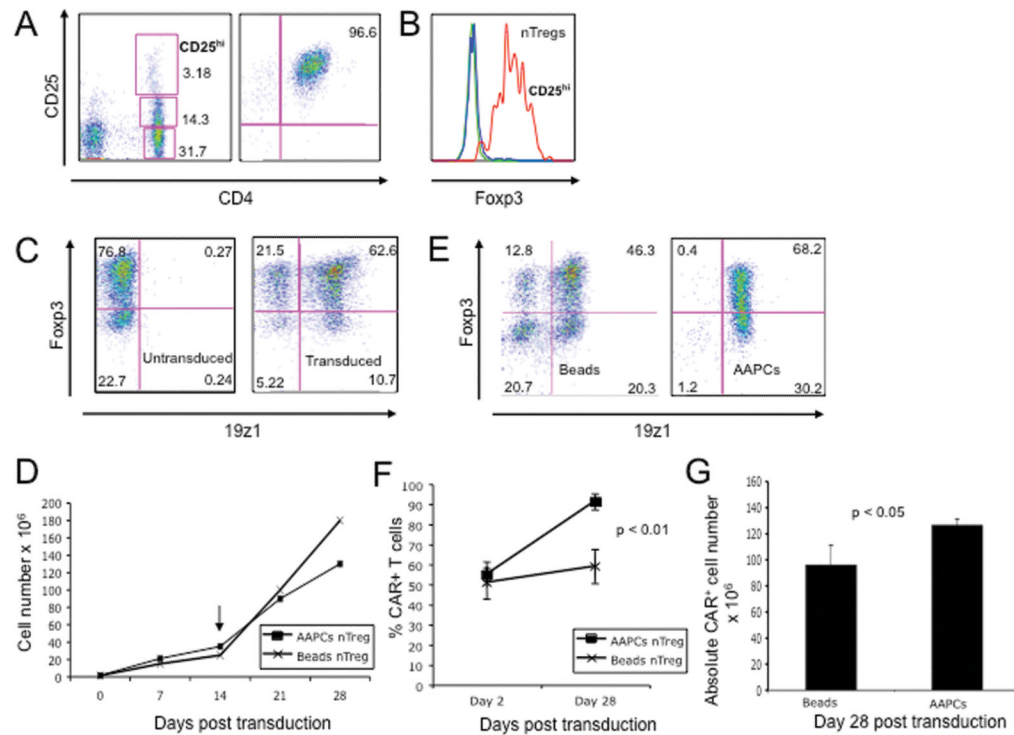 A
CD25
CD25hi
3.18
14.3
31.7
96.6
CD4
B
nTregs
CD25hi
Foxp3
C
Foxp3
76.8
0.27
Untransduced
22.7
0.24
21.5
62.6
Transduced
5.22
10.7
19z1
E
Foxp3
12.8
46.3
Beads
20.7
20.3
0.4
68.2
AAPCs
1.2
30.2
19z1
D
Cell number x 10⁶
200
180
160
140
120
100
80
60
40
20
0
0
7
14
21
28
AAPCs nTreg
Beads nTreg
Days post transduction
F
% CAR+ T cells
100
90
80
70
60
50
40
30
20
10
0
p < 0.01
AAPCs nTreg
Beads nTreg
Day 2
Day 28
Days post transduction
G
Absolute CAR⁺ cell number
x 10⁶
160
140
120
100
80
60
40
20
0
p < 0.05
Beads
AAPCs
Day 28 post transduction